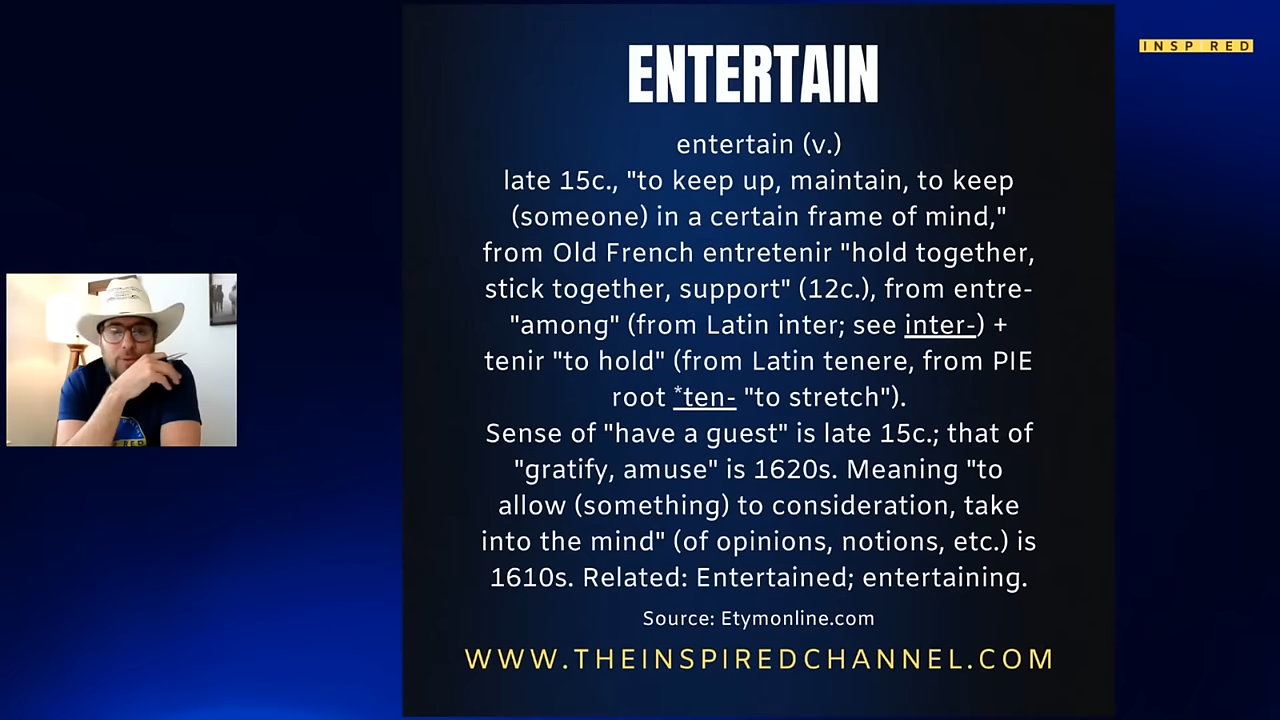 INSPIRED
ENTERTAIN
entertain (v.)
late 15c., "to keep up, maintain, to keep
(someone) in a certain frame of mind,"
from Old French entretenir "hold together,
stick together, support" (12c.), from entre-
"among" (from Latin inter; see inter-) +
tenir "to hold" (from Latin tenere, from PIE
root *ten- "to stretch").
Sense of "have a guest" is late 15c.; that of
"gratify, amuse" is 1620s. Meaning "to
allow (something) to consideration, take
into the mind" (of opinions, notions, etc.) is
1610s. Related: Entertained; entertaining.
Source: Etymonline.com
WWW.THEINSPIREDCHANNEL.COM